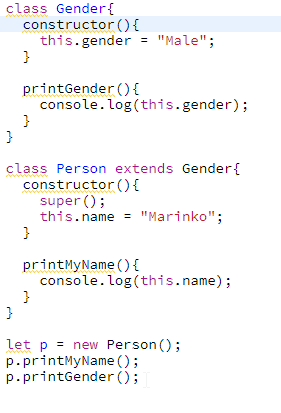 class Gender{
constructor(){
this.gender = "Male";
}
printGender(){
console.log(this.gender);
}
}
class Person extends Gender{
constructor(){
super();
this.name = "Marinko";
}
printMyName(){
console.log(this.name);
}
}
let p = new Person();
p.printMyName();
p.printGender();